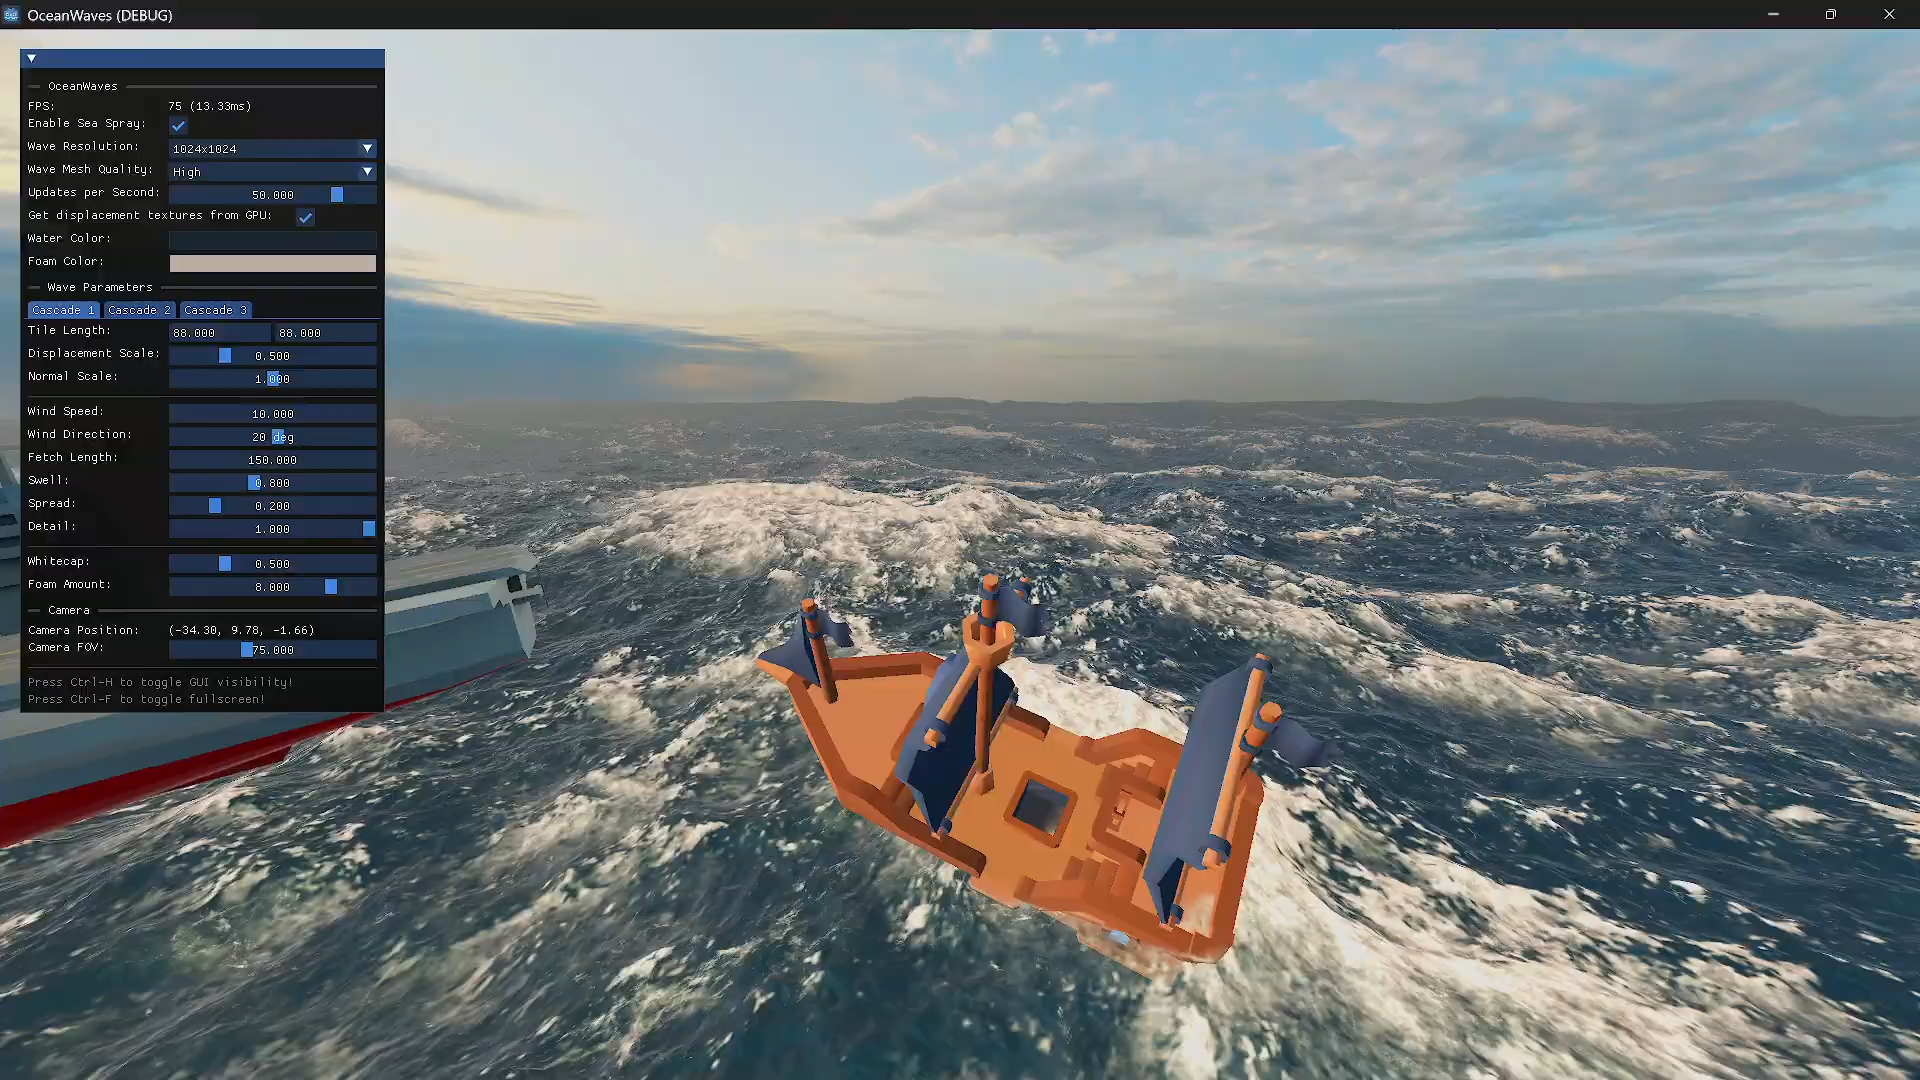 OceanWaves (DEBUG)
OceanWaves
FPS: 75 (13.33ms)
Enable Sea Spray:
Wave Resolution: 1024x1024
Wave Mesh Quality: High
Updates per Second: 50.000
Get displacement textures from GPU:
Water Color:
Foam Color:
Wave Parameters
Cascade 1 Cascade 2 Cascade 3
Tile Length: 88.000 88.000
Displacement Scale: 0.500
Normal Scale: 1.000
Wind Speed: 10.000
Wind Direction: 20 deg
Fetch Length: 150.000
Swell: 0.800
Spread: 0.200
Detail: 1.000
Whitecap: 0.500
Foam Amount: 8.000
Camera
Camera Position: (-34.30, 9.78, -1.66)
Camera FOV: 75.000
Press Ctrl-H to toggle GUI visibility!
Press Ctrl-F to toggle fullscreen!